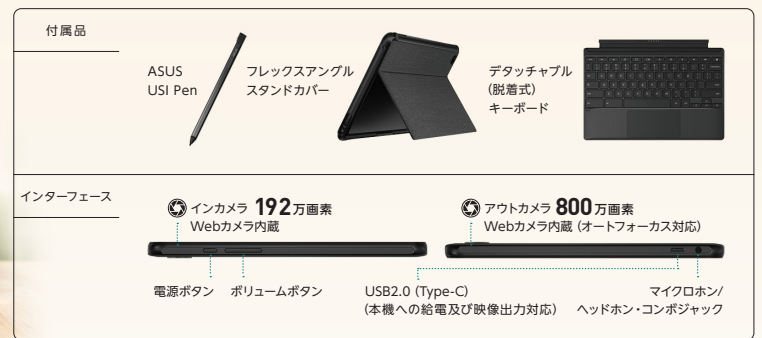 付属品
ASUS
USI Pen
フレックスアングル
スタンドカバー
デタッチャブル
(脱着式)
キーボード
インターフェース
インカメラ 192万画素
Webカメラ内蔵
アウトカメラ 800万画素
Webカメラ内蔵 (オートフォーカス対応)
電源ボタン
ボリュームボタン
USB2.0 (Type-C)
(本機への給電及び映像出力対応)
マイクロホン/
ヘッドホン・コンボジャック